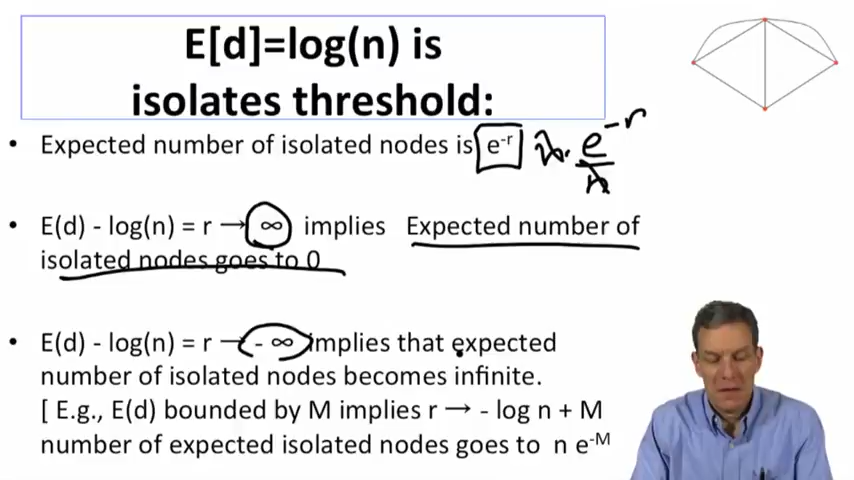 E[d]=log(n) is
isolates threshold:
• Expected number of isolated nodes is e⁻ʳ n· e⁻ʳ/n
• E(d) - log(n) = r → ∞ implies Expected number of
isolated nodes goes to 0
• E(d) - log(n) = r → - ∞ implies that expected
number of isolated nodes becomes infinite.
[ E.g., E(d) bounded by M implies r → - log n + M
number of expected isolated nodes goes to n e⁻ᴹ